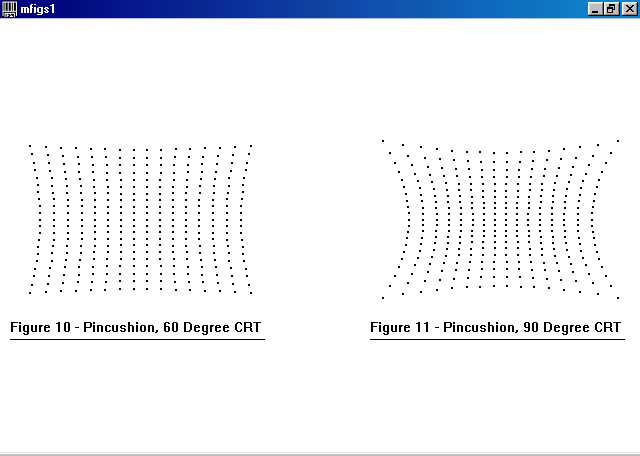 mfigs1
Figure 10 - Pincushion, 60 Degree CRT
Figure 11 - Pincushion, 90 Degree CRT